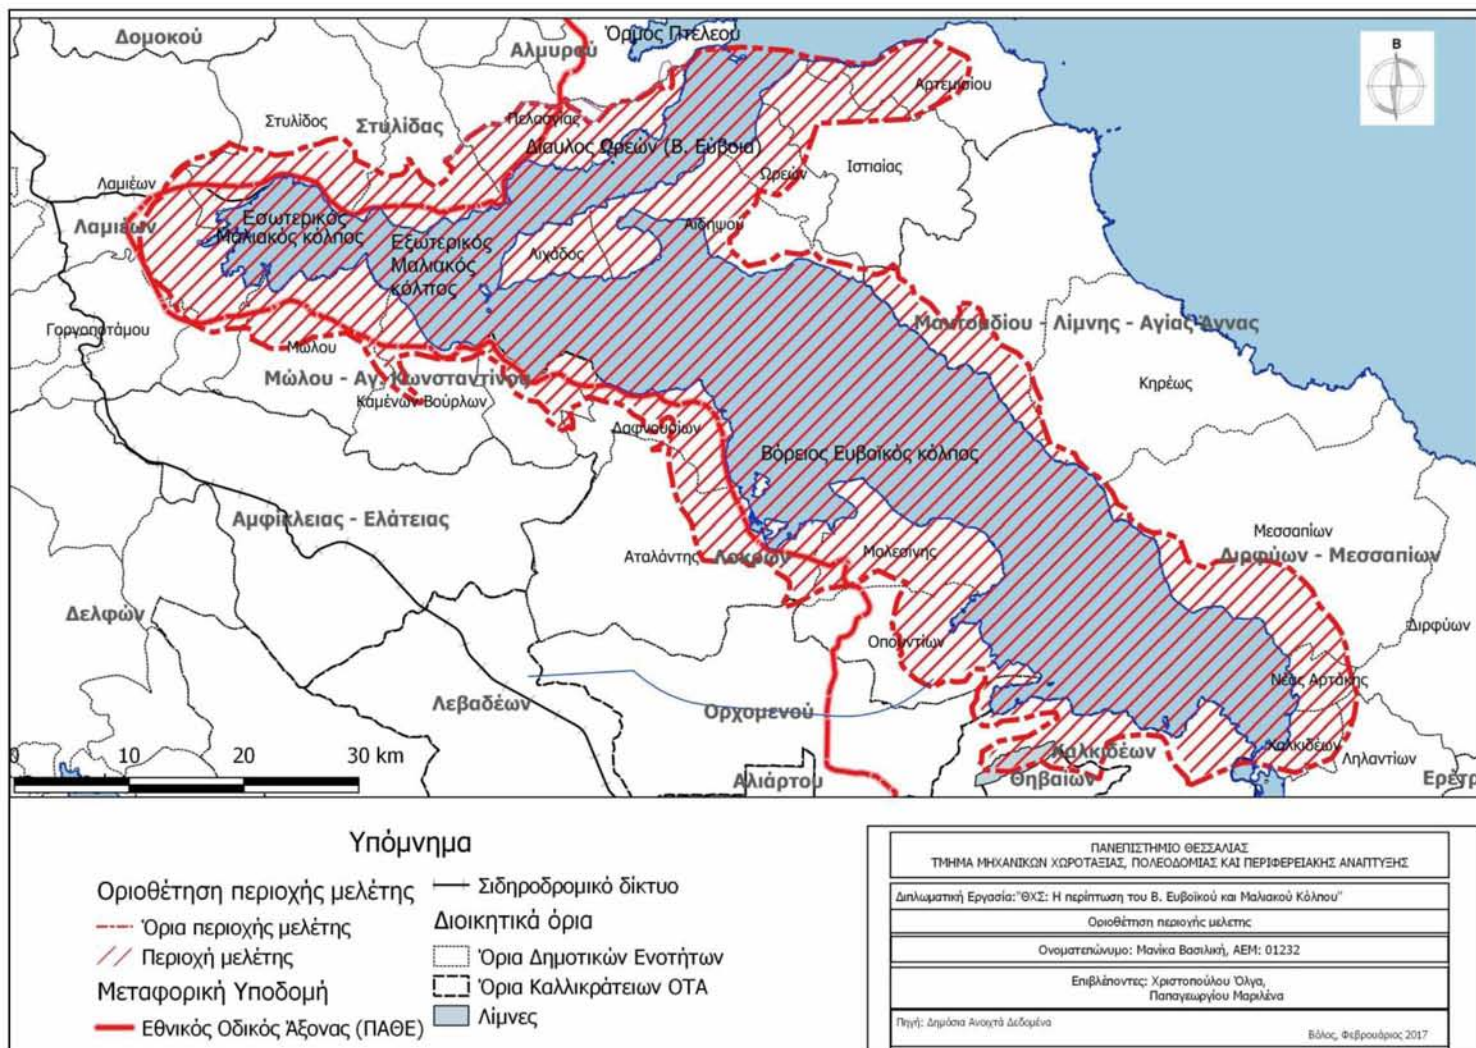 Δομοκού
Αλμυρού
Όρμος Πτελεού
Β
Αρτεμισίου
Στυλίδος
Στυλίδας
Πελασγίας
Δίαυλος Ωρεών (Β. Εύβοια)
Ωρεών
Ιστιαίας
Λαμιέων
Λαμιέων
Εσωτερικός
Μαλιακός κόλπος
Εξωτερικός
Μαλιακός
κόλπος
Λιχάδος
Αιδηψού
Γοργοποτάμου
Μώλου
Μαντουδίου - Λίμνης - Αγίας Άννας
Μώλου - Αγ. Κωνσταντίνου
Καμένων Βούρλων
Κηρέως
Δαφνουσίων
Βόρειος Ευβοϊκός κόλπος
Αμφίκλειας - Ελάτειας
Μεσσαπίων
Διρφύων - Μεσσαπίων
Αταλάντης
Λοκρών
Μαλεσίνης
Δελφών
Διρφύων
Οπουντίων
Νέας Αρτάκης
Λεβαδέων
Ορχομενού
Χαλκιδέων
Χαλκιδέων
Ληλαντίων
Αλιάρτου
Θηβαίων
Ερέτρ
0 10 20 30 km
Υπόμνημα
Οριοθέτηση περιοχής μελέτης
Όρια περιοχής μελέτης
Περιοχή μελέτης
Μεταφορική Υποδομή
Εθνικός Οδικός Άξονας (ΠΑΘΕ)
Σιδηροδρομικό δίκτυο
Διοικητικά όρια
Όρια Δημοτικών Ενοτήτων
Όρια Καλλικράτειων ΟΤΑ
Λίμνες
ΠΑΝΕΠΙΣΤΗΜΙΟ ΘΕΣΣΑΛΙΑΣ
ΤΜΗΜΑ ΜΗΧΑΝΙΚΩΝ ΧΩΡΟΤΑΞΙΑΣ, ΠΟΛΕΟΔΟΜΙΑΣ ΚΑΙ ΠΕΡΙΦΕΡΕΙΑΚΗΣ ΑΝΑΠΤΥΞΗΣ
Διπλωματική Εργασία:"ΘΧΣ: Η περίπτωση του Β. Ευβοϊκού και Μαλιακού Κόλπου"
Οριοθέτηση περιοχής μελετης
Ονοματεπώνυμο: Μανίκα Βασιλική, ΑΕΜ: 01232
Επιβλέποντες: Χριστοπούλου Όλγα,
Παπαγεωργίου Μαριλένα
Πηγή: Δημόσια Ανοιχτά Δεδομένα
Βόλος, Φεβρουάριος 2017